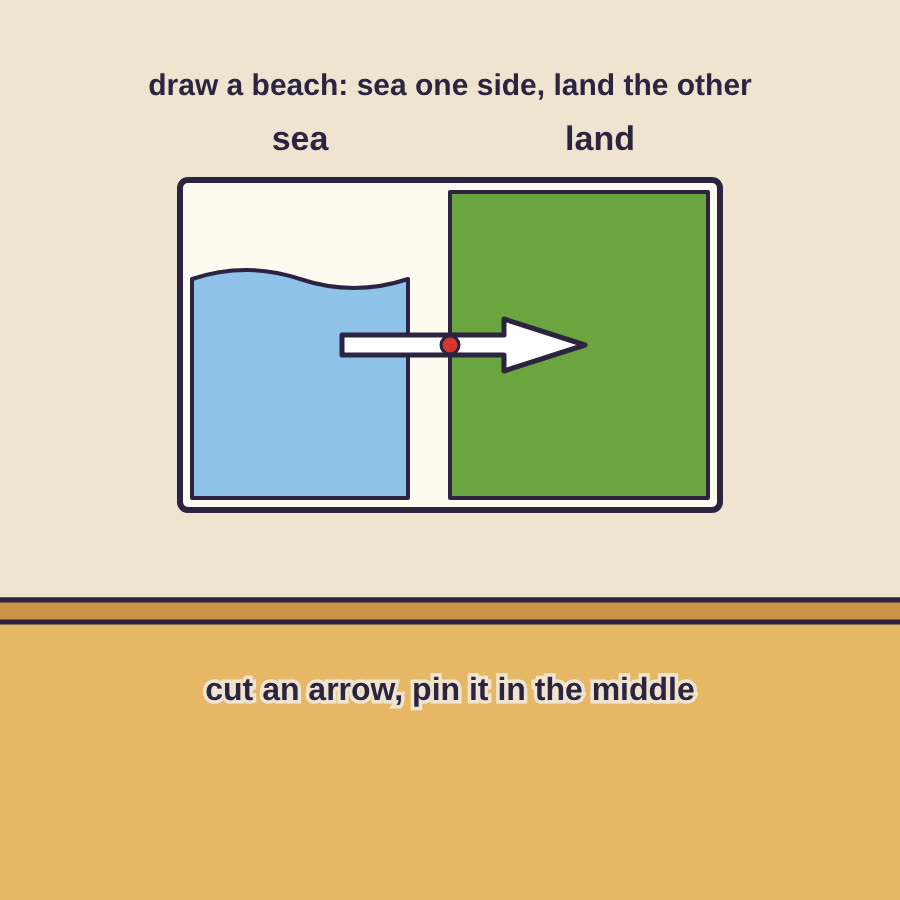 draw a beach: sea one side, land the other
sea land
cut an arrow, pin it in the middle